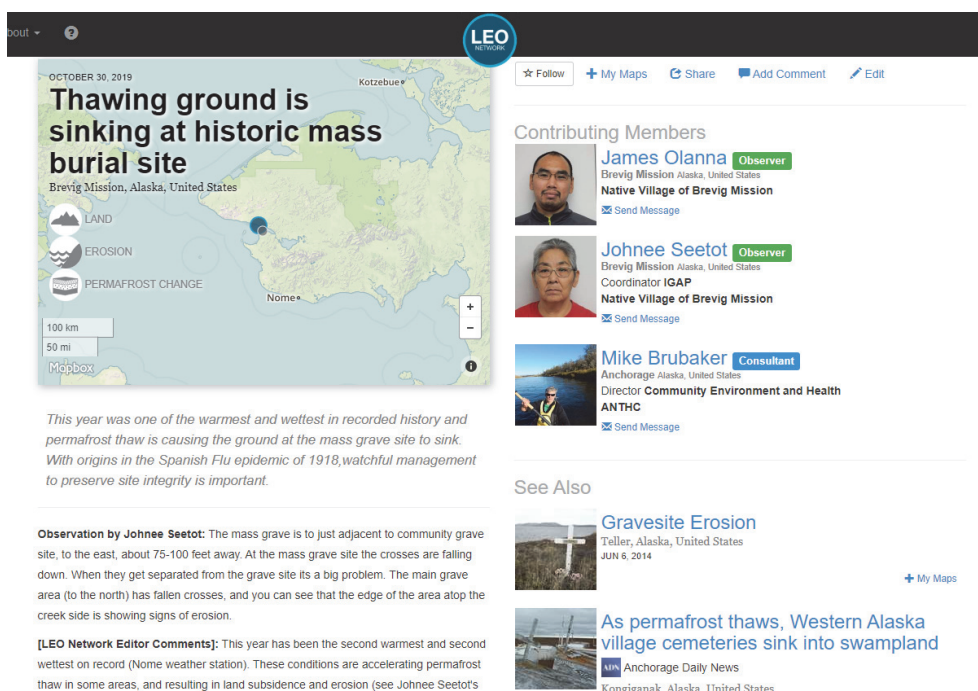 bout
?
LEO
NETWORK
OCTOBER 30, 2019
Thawing ground is
sinking at historic mass
burial site
Brevig Mission, Alaska, United States
LAND
EROSION
PERMAFROST CHANGE
Kotzebue
Nome
+
−
100 km
50 mi
Mapbox
i
This year was one of the warmest and wettest in recorded history and
permafrost thaw is causing the ground at the mass grave site to sink.
With origins in the Spanish Flu epidemic of 1918,watchful management
to preserve site integrity is important.
Observation by Johnee Seetot: The mass grave is to just adjacent to community grave
site, to the east, about 75-100 feet away. At the mass grave site the crosses are falling
down. When they get separated from the grave site its a big problem. The main grave
area (to the north) has fallen crosses, and you can see that the edge of the area atop the
creek side is showing signs of erosion.
[LEO Network Editor Comments]: This year has been the second warmest and second
wettest on record (Nome weather station). These conditions are accelerating permafrost
thaw in some areas, and resulting in land subsidence and erosion (see Johnee Seetot's
Follow
My Maps
Share
Add Comment
Edit
Contributing Members
James Olanna Observer
Brevig Mission Alaska, United States
Native Village of Brevig Mission
Send Message
Johnee Seetot Observer
Brevig Mission Alaska, United States
Coordinator IGAP
Native Village of Brevig Mission
Send Message
Mike Brubaker Consultant
Anchorage Alaska, United States
Director Community Environment and Health
ANTHC
Send Message
See Also
Gravesite Erosion
Teller, Alaska, United States
JUN 6, 2014
+ My Maps
As permafrost thaws, Western Alaska
village cemeteries sink into swampland
ADN Anchorage Daily News
Kongiganak, Alaska, United States